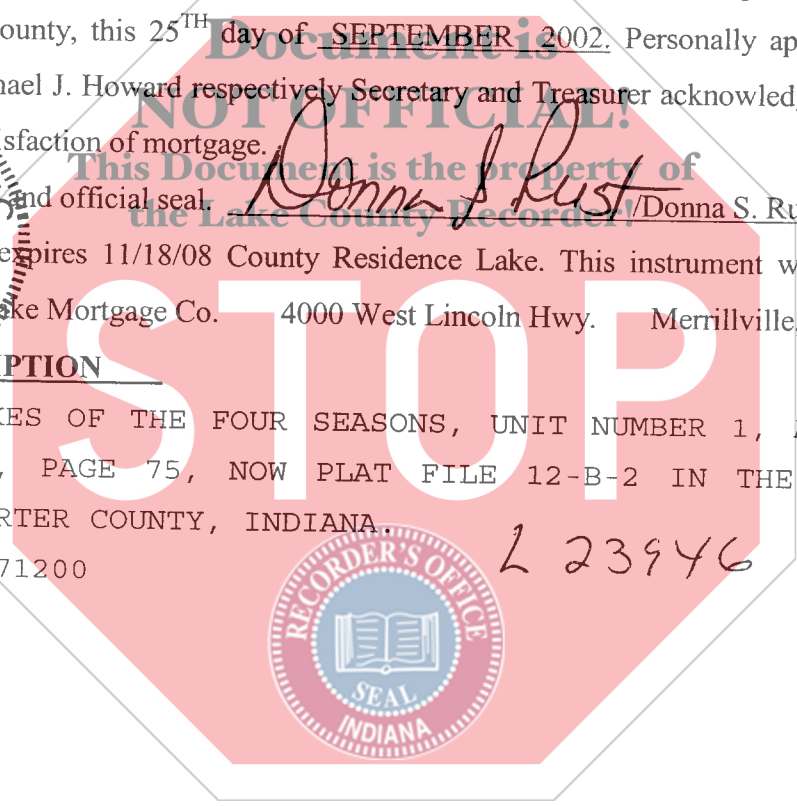 ounty, this 25TH day of SEPTEMBER 2002. Personally ap
Document is
ael J. Howard respectively Secretary and Treasurer acknowled
NOT OFFICIAL!
isfaction of mortgage.
This Document is the property of
and official seal. Donna S Rust /Donna S. Ru
the Lake County Recorder!
expires 11/18/08 County Residence Lake. This instrument w
ke Mortgage Co. 4000 West Lincoln Hwy. Merrillville,
PTION
STOP
KES OF THE FOUR SEASONS, UNIT NUMBER 1,
, PAGE 75, NOW PLAT FILE 12-B-2 IN THE
RTER COUNTY, INDIANA.
L 23946
71200
RECORDER'S OFFICE
SEAL
INDIANA